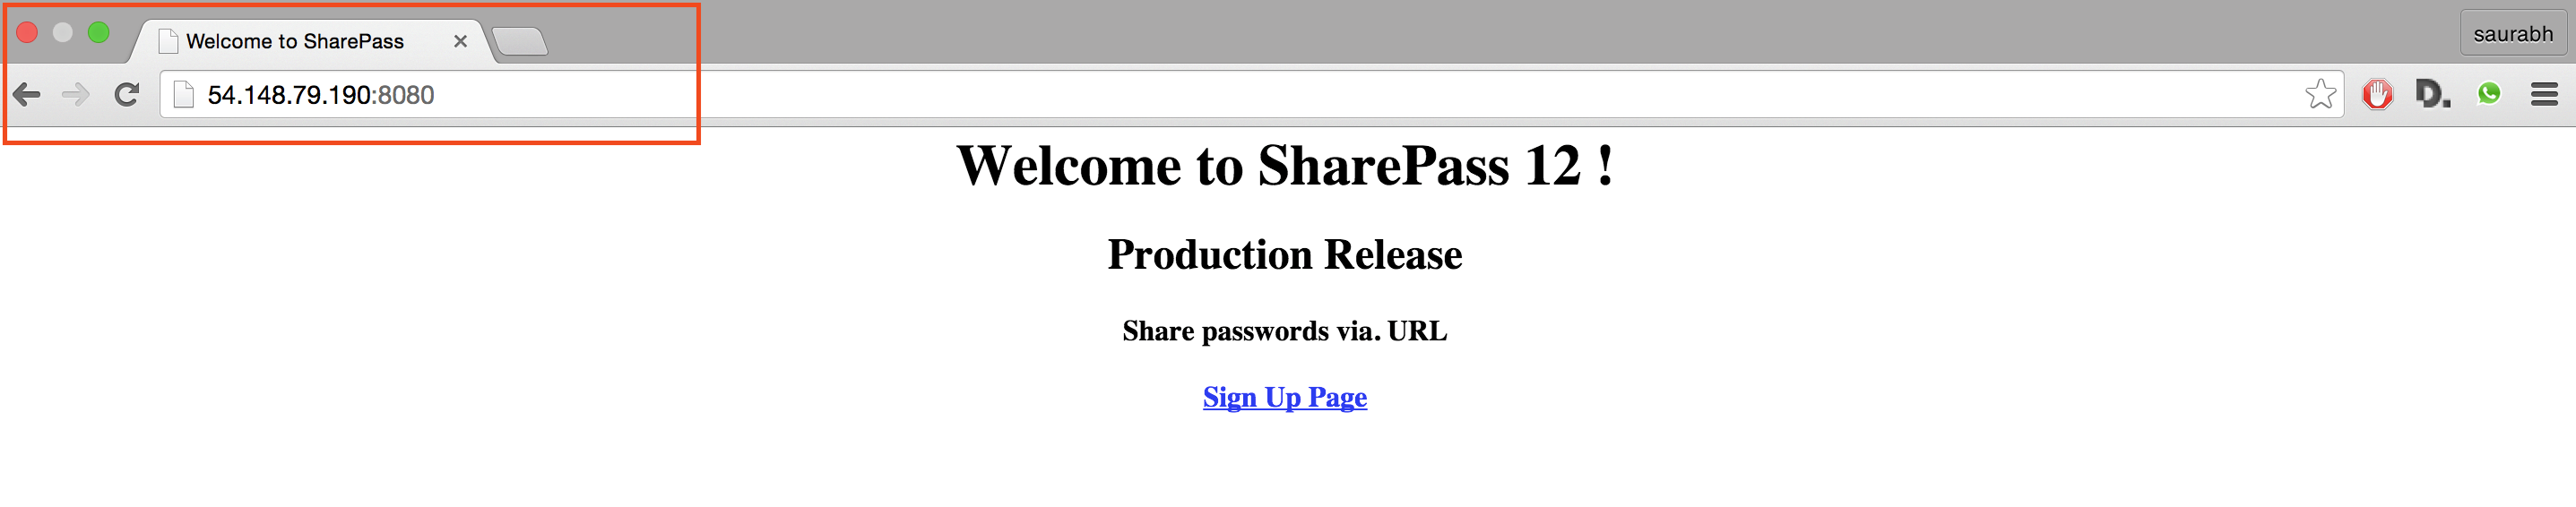 Welcome to SharePass
saurabh
54.148.79.190:8080
D.
Welcome to SharePass 12 !
Production Release
Share passwords via. URL
Sign Up Page